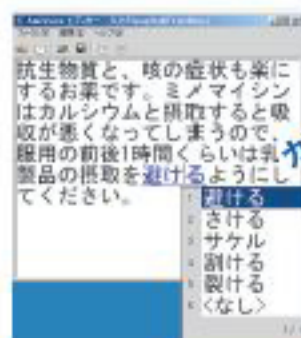 抗生物質と、咳の症状も楽に
するお薬です。ミノマイシン
はカルシウムと摂取すると吸
収が悪くなってしまうので、
服用の前後1時間くらいは乳
製品の摂取を避けるようにし
てください。
避ける
さける
サケル
割ける
裂ける
<なし>